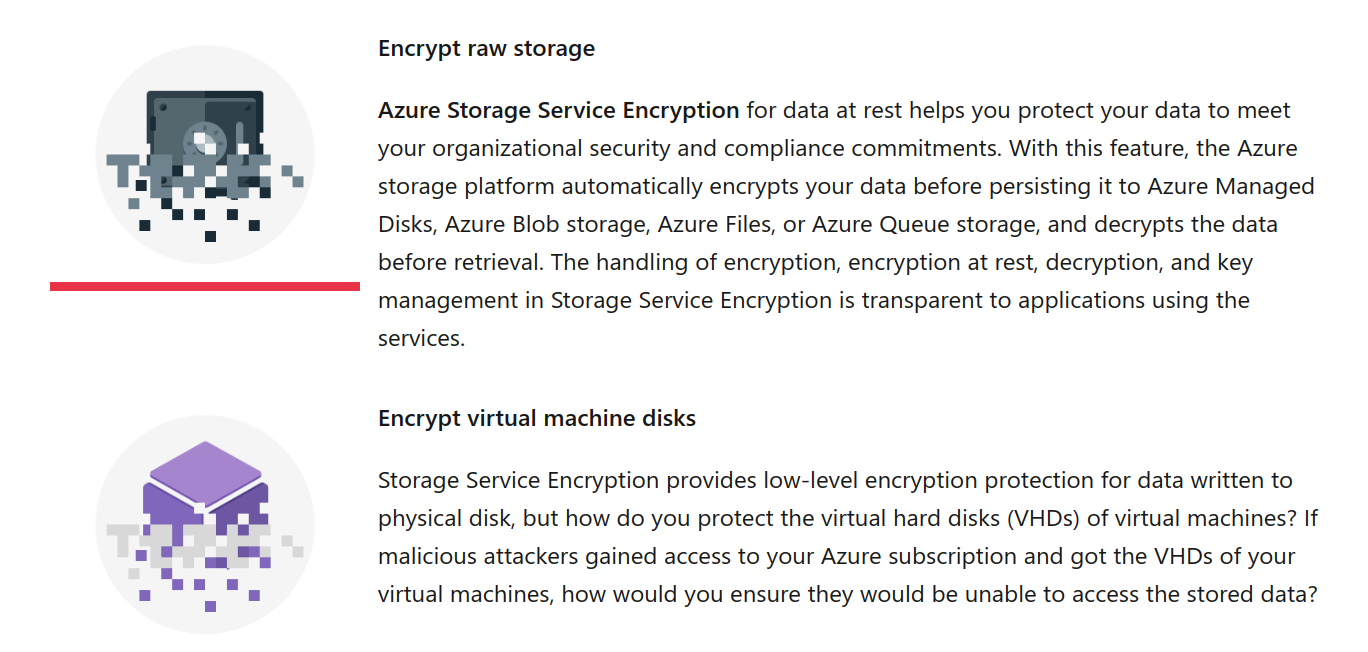 Encrypt raw storage
Azure Storage Service Encryption for data at rest helps you protect your data to meet
your organizational security and compliance commitments. With this feature, the Azure
storage platform automatically encrypts your data before persisting it to Azure Managed
Disks, Azure Blob storage, Azure Files, or Azure Queue storage, and decrypts the data
before retrieval. The handling of encryption, encryption at rest, decryption, and key
management in Storage Service Encryption is transparent to applications using the
services.
Encrypt virtual machine disks
Storage Service Encryption provides low-level encryption protection for data written to
physical disk, but how do you protect the virtual hard disks (VHDs) of virtual machines? If
malicious attackers gained access to your Azure subscription and got the VHDs of your
virtual machines, how would you ensure they would be unable to access the stored data?